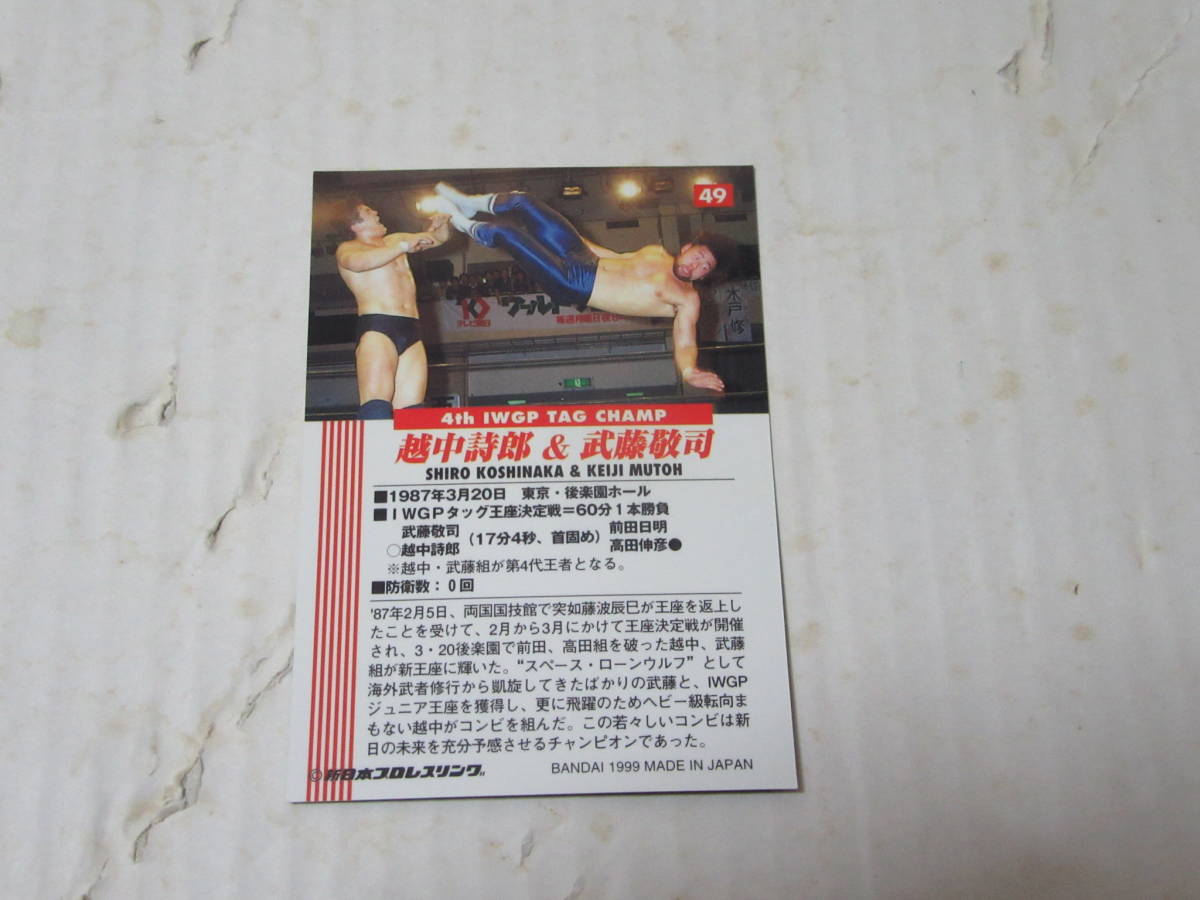 49
テレビ朝日
木戸修
4th IWGP TAG CHAMP
越中詩郎 & 武藤敬司
SHIRO KOSHINAKA & KEIJI MUTOH
■1987年3月20日 東京・後楽園ホール
■IWGPタッグ王座決定戦=60分1本勝負
武藤敬司 前田日明
○越中詩郎 (17分4秒、首固め) 高田伸彦●
※越中・武藤組が第4代王者となる。
■防衛数:0回
'87年2月5日、両国国技館で突如藤波辰巳が王座を返上し
たことを受けて、2月から3月にかけて王座決定戦が開催
され、3・20後楽園で前田、高田組を破った越中、武藤
組が新王座に輝いた。“スペース・ローンウルフ”として
海外武者修行から凱旋してきたばかりの武藤と、IWGP
ジュニア王座を獲得し、更に飛躍のためヘビー級転向ま
もない越中がコンビを組んだ。この若々しいコンビは新
日の未来を充分予感させるチャンピオンであった。
©新日本プロレスリング BANDAI 1999 MADE IN JAPAN